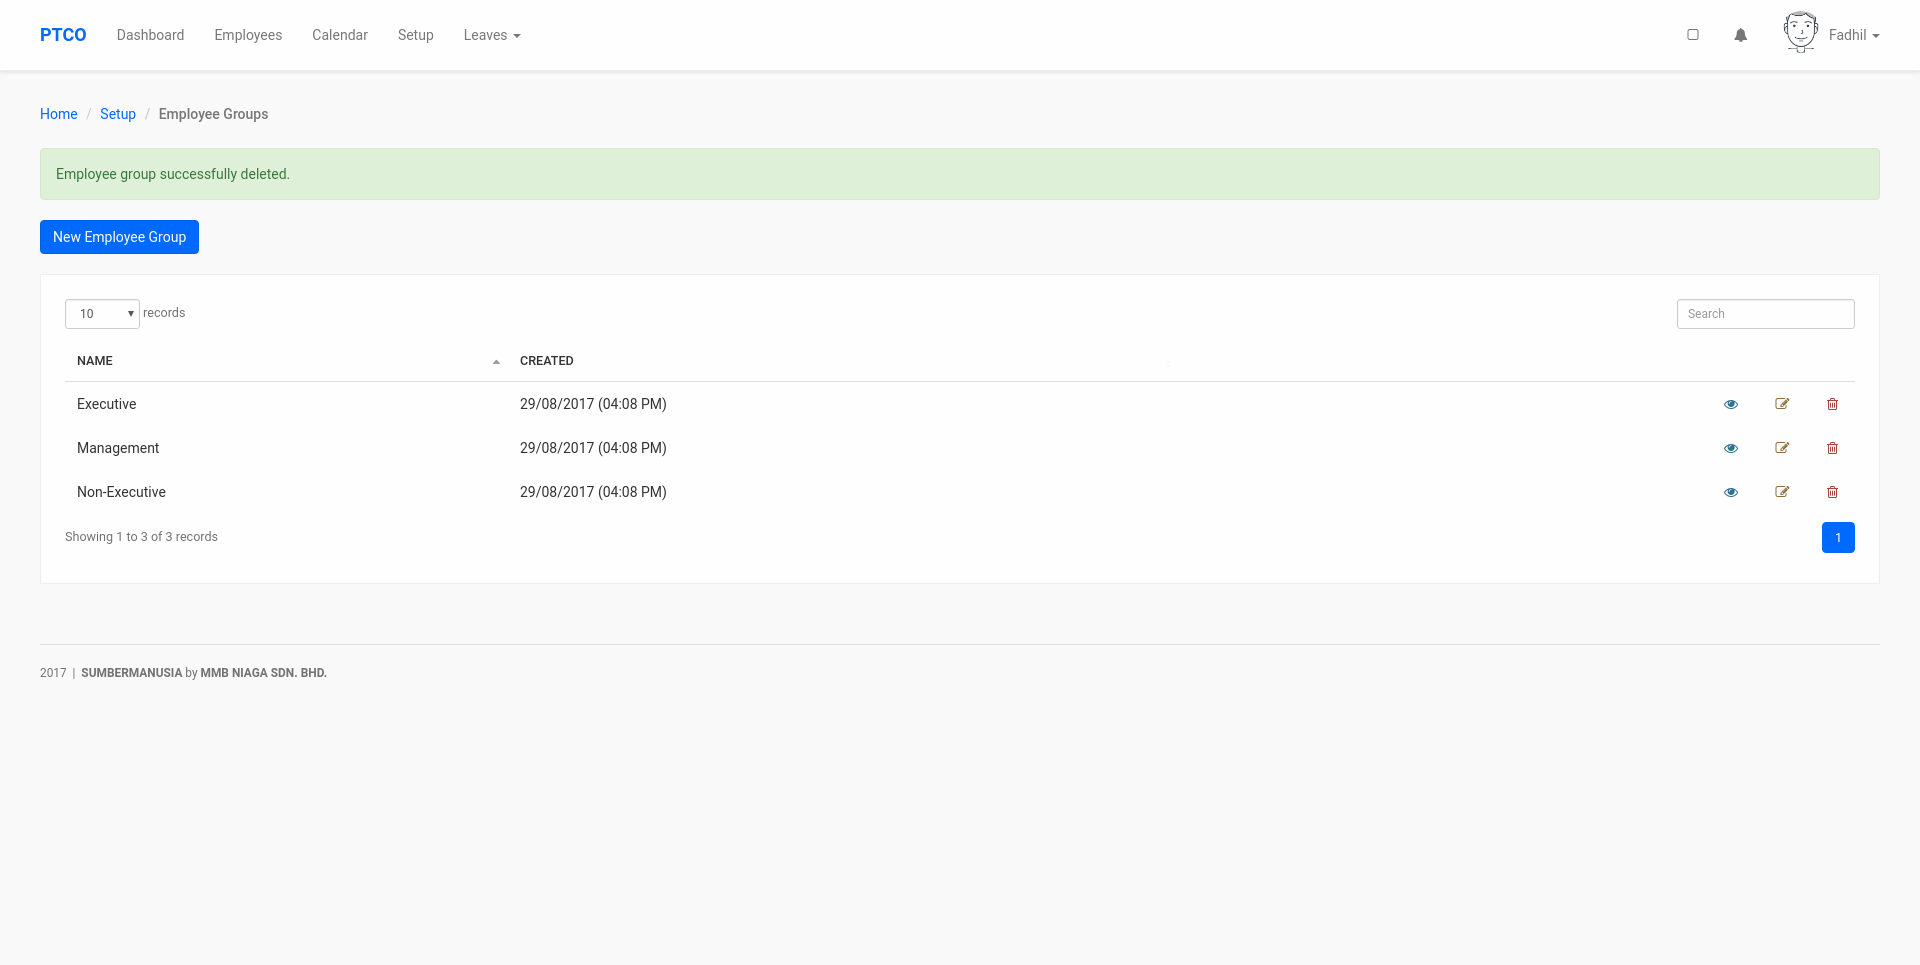 PTCO Dashboard Employees Calendar Setup Leaves Fadhil
Home / Setup / Employee Groups
Employee group successfully deleted.
New Employee Group
10 records Search
NAME CREATED
Executive 29/08/2017 (04:08 PM)
Management 29/08/2017 (04:08 PM)
Non-Executive 29/08/2017 (04:08 PM)
Showing 1 to 3 of 3 records 1
2017 | SUMBERMANUSIA by MMB NIAGA SDN. BHD.